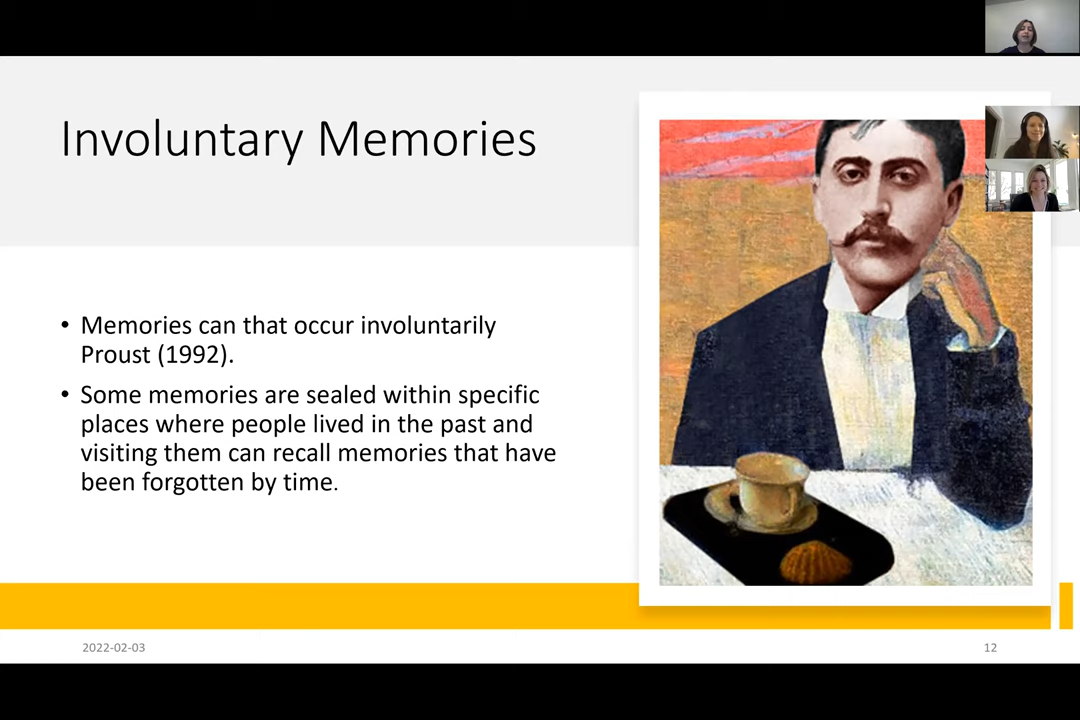 Involuntary Memories
• Memories can that occur involuntarily
Proust (1992).
• Some memories are sealed within specific
places where people lived in the past and
visiting them can recall memories that have
been forgotten by time.
2022-02-03
12